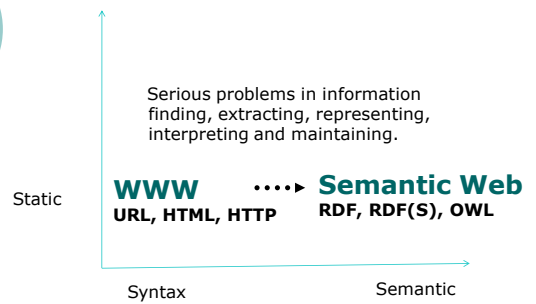 Serious problems in information
finding, extracting, representing,
interpreting and maintaining.
Static
WWW
URL, HTML, HTTP
Semantic Web
RDF, RDF(S), OWL
Syntax
Semantic